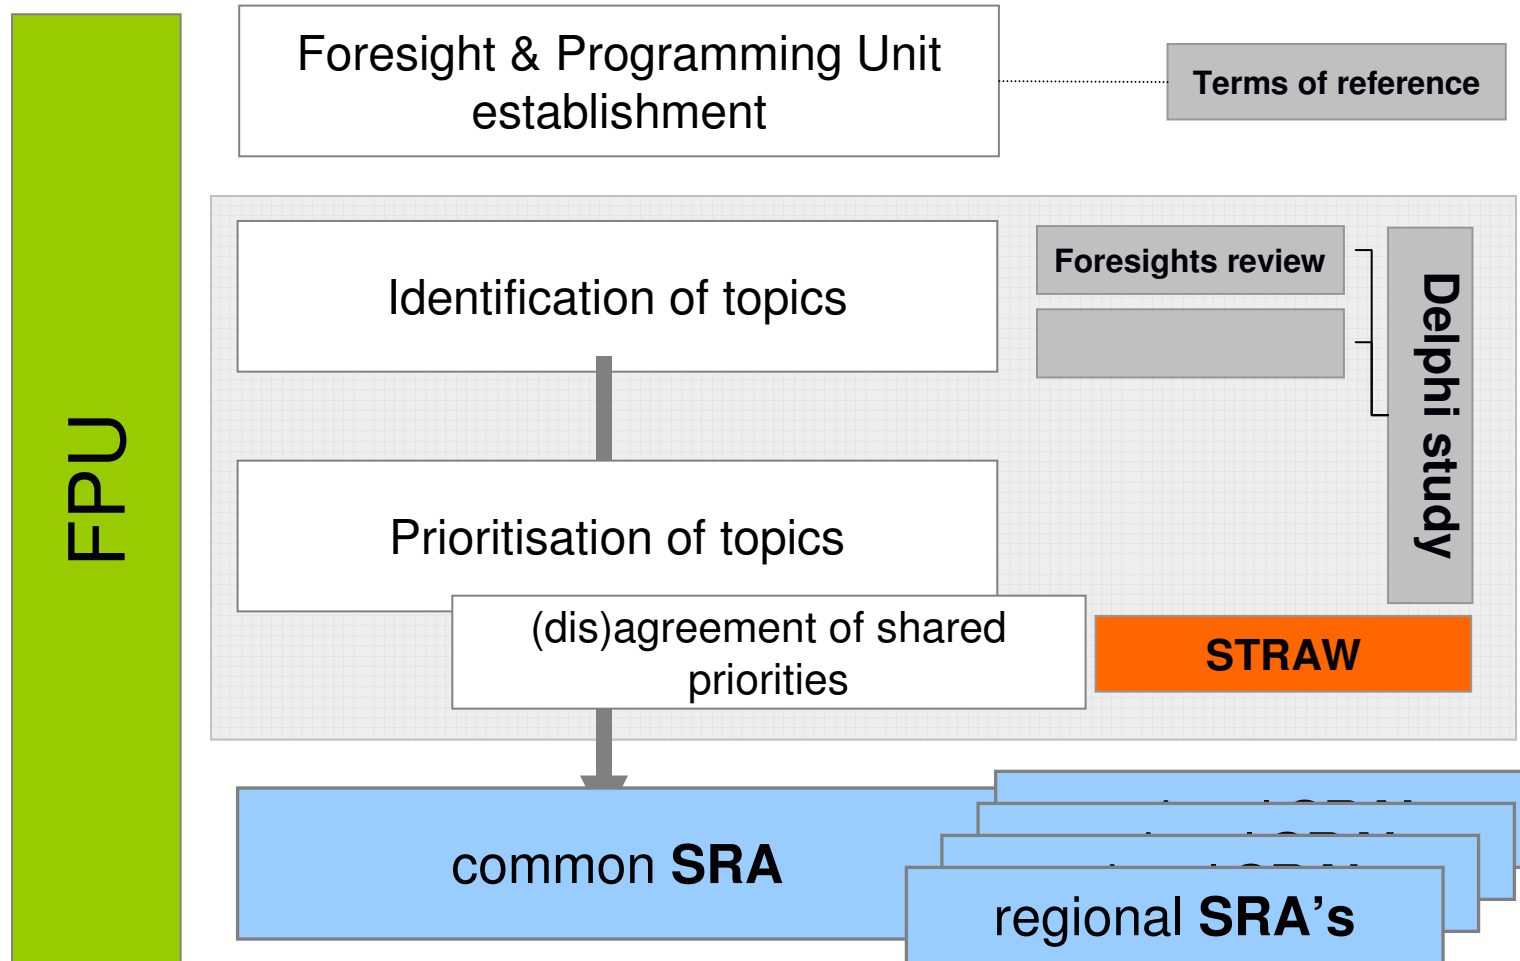 FPU
Foresight & Programming Unit
establishment
Terms of reference
Identification of topics
Foresights review
Delphi study
Prioritisation of topics
(dis)agreement of shared
priorities
STRAW
common SRA
regional SRA's